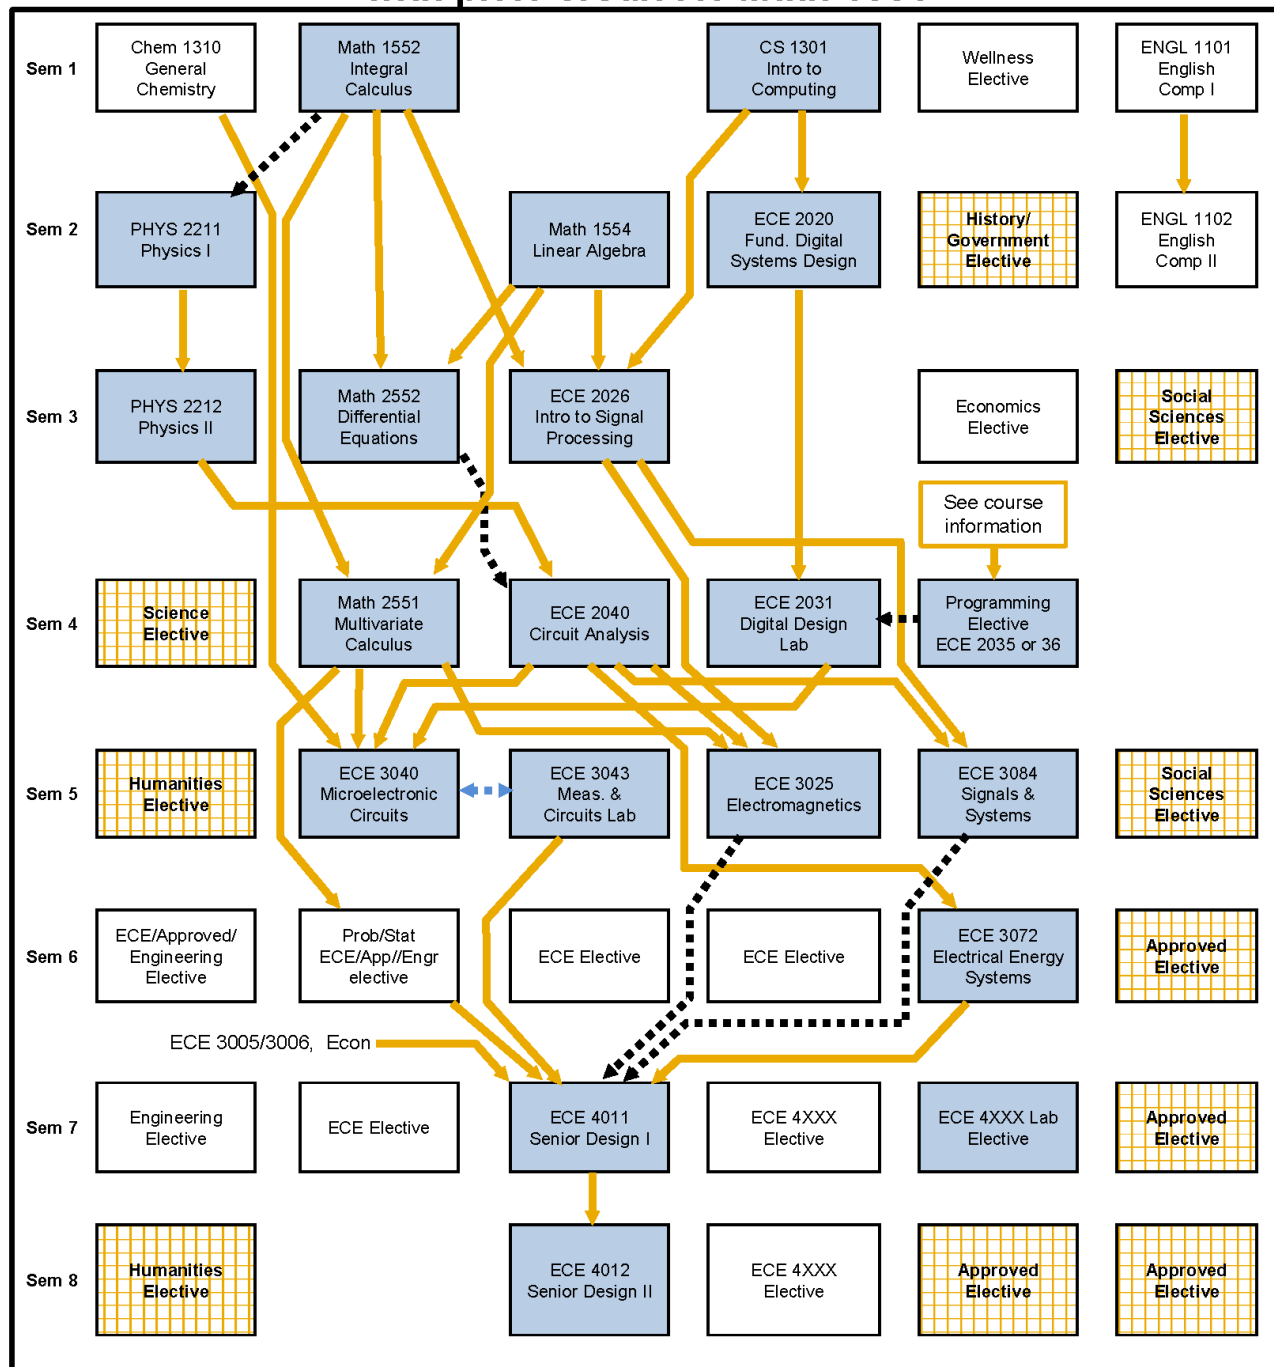 Sem 1
Chem 1310
General
Chemistry
Math 1552
Integral
Calculus
CS 1301
Intro to
Computing
Wellness
Elective
ENGL 1101
English
Comp I
Sem 2
PHYS 2211
Physics I
Math 1554
Linear Algebra
ECE 2020
Fund. Digital
Systems Design
History/
Government
Elective
ENGL 1102
English
Comp II
Sem 3
PHYS 2212
Physics II
Math 2552
Differential
Equations
ECE 2026
Intro to Signal
Processing
Economics
Elective
Social
Sciences
Elective
See course
information
Sem 4
Science
Elective
Math 2551
Multivariate
Calculus
ECE 2040
Circuit Analysis
ECE 2031
Digital Design
Lab
Programming
Elective
ECE 2035 or 36
Sem 5
Humanities
Elective
ECE 3040
Microelectronic
Circuits
ECE 3043
Meas. &
Circuits Lab
ECE 3025
Electromagnetics
ECE 3084
Signals &
Systems
Social
Sciences
Elective
Sem 6
ECE/Approved/
Engineering
Elective
Prob/Stat
ECE/App//Engr
elective
ECE Elective
ECE Elective
ECE 3072
Electrical Energy
Systems
Approved
Elective
ECE 3005/3006, Econ
Sem 7
Engineering
Elective
ECE Elective
ECE 4011
Senior Design I
ECE 4XXX
Elective
ECE 4XXX Lab
Elective
Approved
Elective
Sem 8
Humanities
Elective
ECE 4012
Senior Design II
ECE 4XXX
Elective
Approved
Elective
Approved
Elective